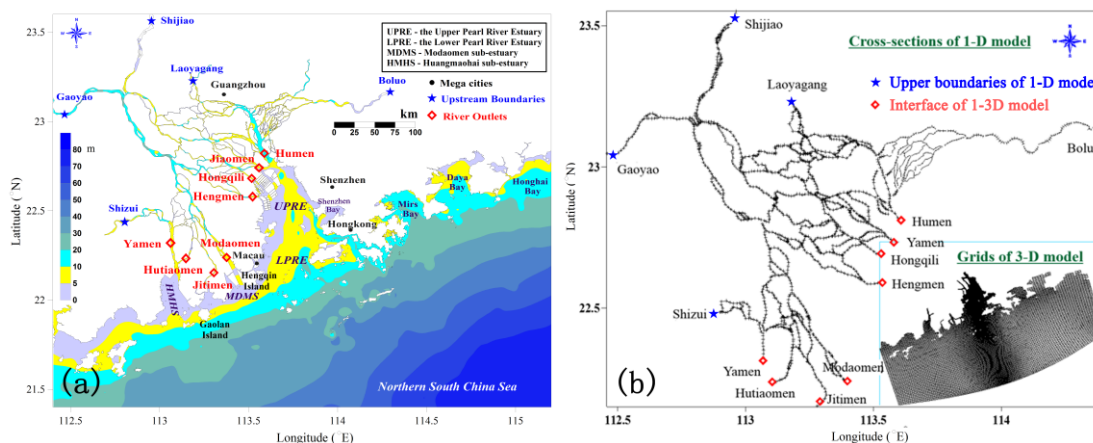 23.5
23
22.5
22
21.5
Latitude (°N)
112.5
113
113.5
114
114.5
115
Longitude (°E)
UPRE - the Upper Pearl River Estuary
LPRE - the Lower Pearl River Estuary
MDMS - Modaomen sub-estuary
HMHS - Huangmaohai sub-estuary
Mega cities
Upstream Boundaries
River Outlets
km
0 20 40 60 80 100
80 m
70
60
50
40
30
20
10
5
0
Shijiao
Laoyagang
Guangzhou
Boluo
Gaoyao
Humen
Jiaomen
Hongqili
Hengmen
Shenzhen
Shenzhen
Bay
Daya
Bay
Honghai
Bay
Mirs
Bay
UPRE
Hongkong
Shizui
Yamen
Modaomen
Macau
LPRE
Hutiaomen
Hengqin
Island
Jitimen
MDMS
HMHS
Gaolan
Island
Northern South China Sea
(a)
23.5
23
22.5
Latitude (°N)
112.5
113
113.5
114
Longitude (°E)
Shijiao
Cross-sections of 1-D model
Laoyagang
Upper boundaries of 1-D model
Interface of 1-3D model
Gaoyao
Boluo
Humen
Yamen
Hongqili
Grids of 3-D model
Hengmen
Shizui
Yamen
Modaomen
Hutiaomen
Jitimen
(b)